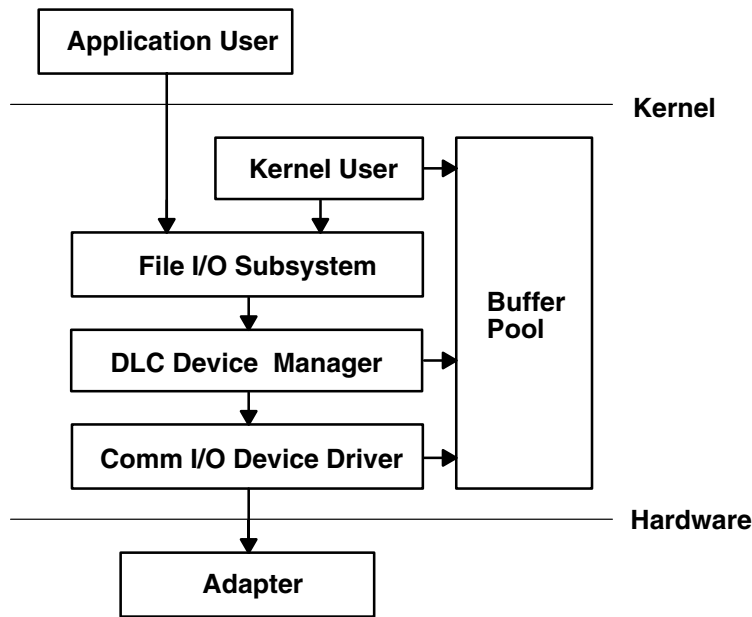 Application User
Kernel
Kernel User
File I/O Subsystem
Buffer
Pool
DLC Device Manager
Comm I/O Device Driver
Hardware
Adapter